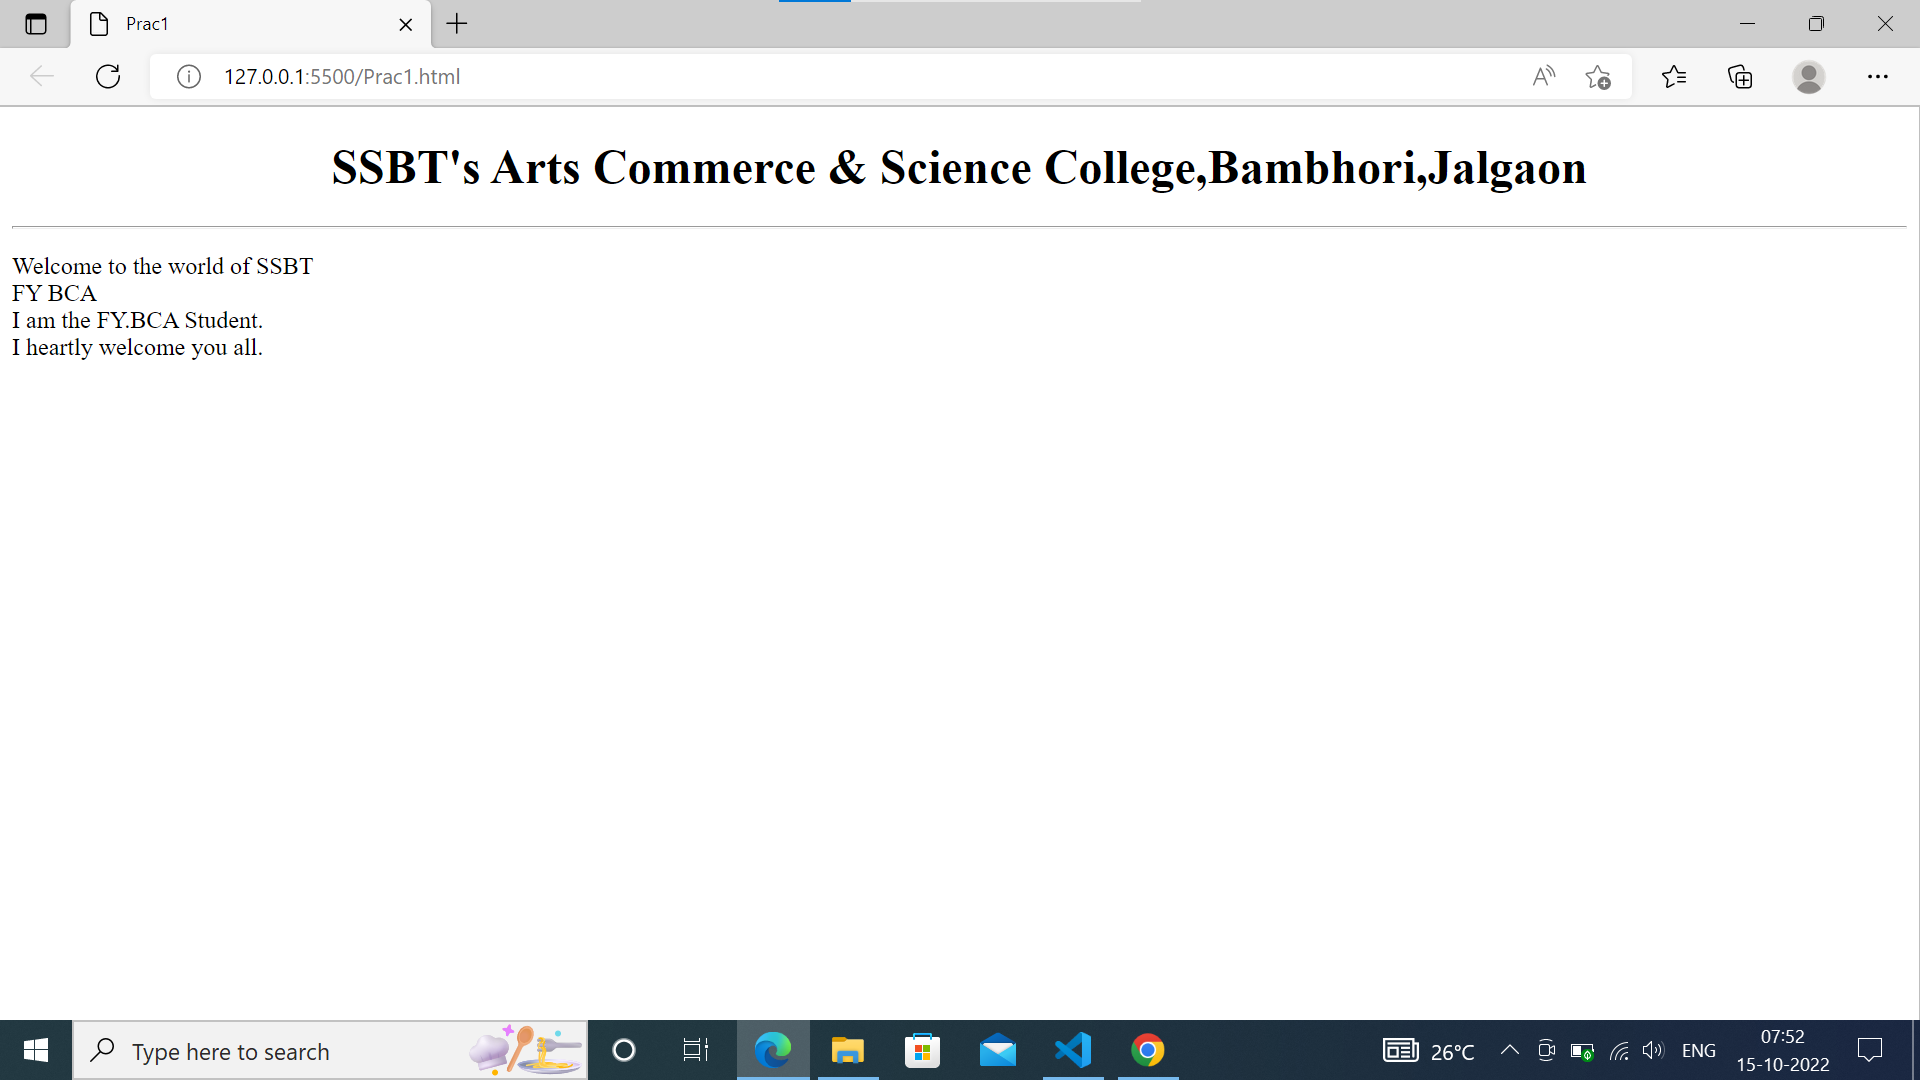 Prac1
127.0.0.1:5500/Prac1.html
SSBT's Arts Commerce & Science College,Bambhori,Jalgaon
Welcome to the world of SSBT
FY BCA
I am the FY.BCA Student.
I heartly welcome you all.
Type here to search
26°C
ENG
07:52
15-10-2022